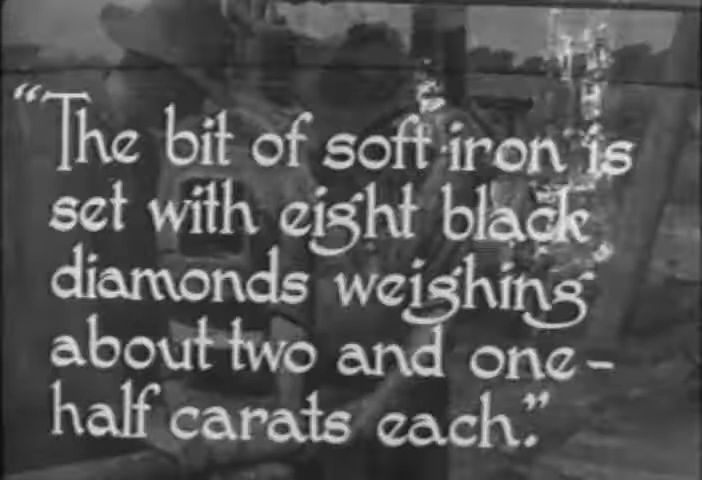 “The bit of soft iron is
set with eight black
diamonds weighing
about two and one-
half carats each.”